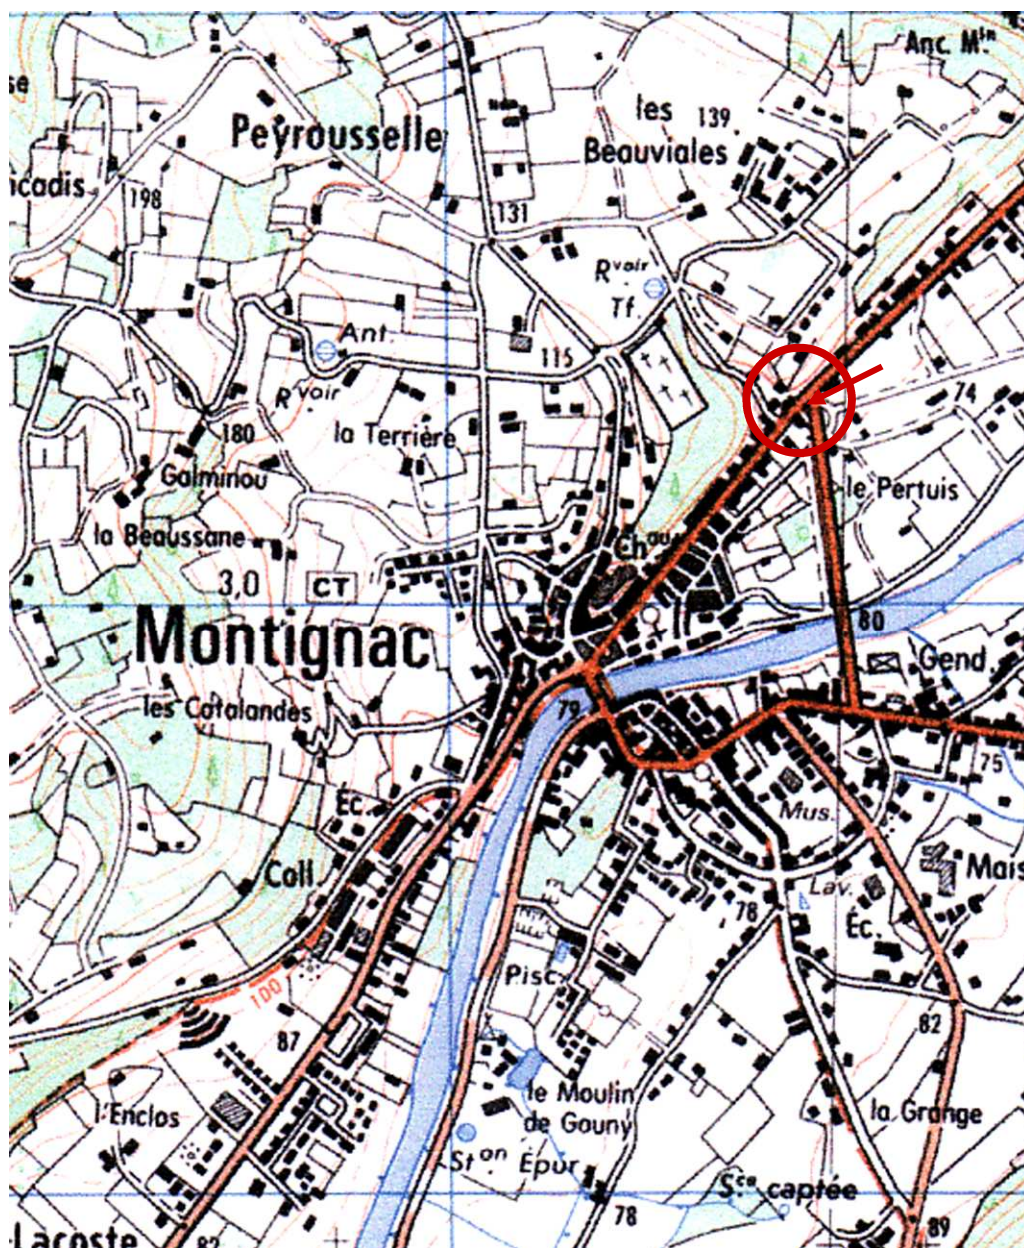 Anc. Mᶦⁿ.
les 139.
Peyrousselle
Beauviales
198
131
Rᵛᵒⁱʳ
Tf.
Ant.
115
Rᵛᵒⁱʳ
la Terrière
74
180
Galminou
le Pertuis
la Beaussane
Chᵃᵘ
3,0
CT
80
Montignac
Gend.
les Catalandes
79
75
Éc.
Mus.
Coll.
Mais
Lav.
78
Éc.
Pisc.
100
82
87
le Moulin
de Gouny
l'Enclos
la Grange
Stᵒⁿ Épur.
Sᶜᵉ captée
78
89
Lacoste
82